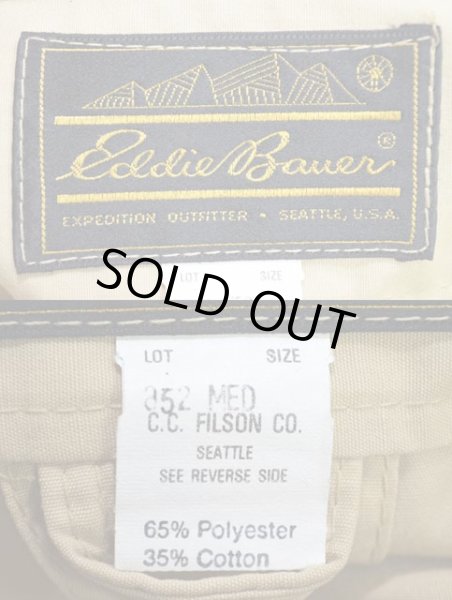 Eddie Bauer®
EXPEDITION OUTFITTER • SEATTLE, U.S.A.
LOT SIZE
SOLD OUT
LOT SIZE
352 MED
C.C. FILSON CO.
SEATTLE
SEE REVERSE SIDE
65% Polyester
35% Cotton